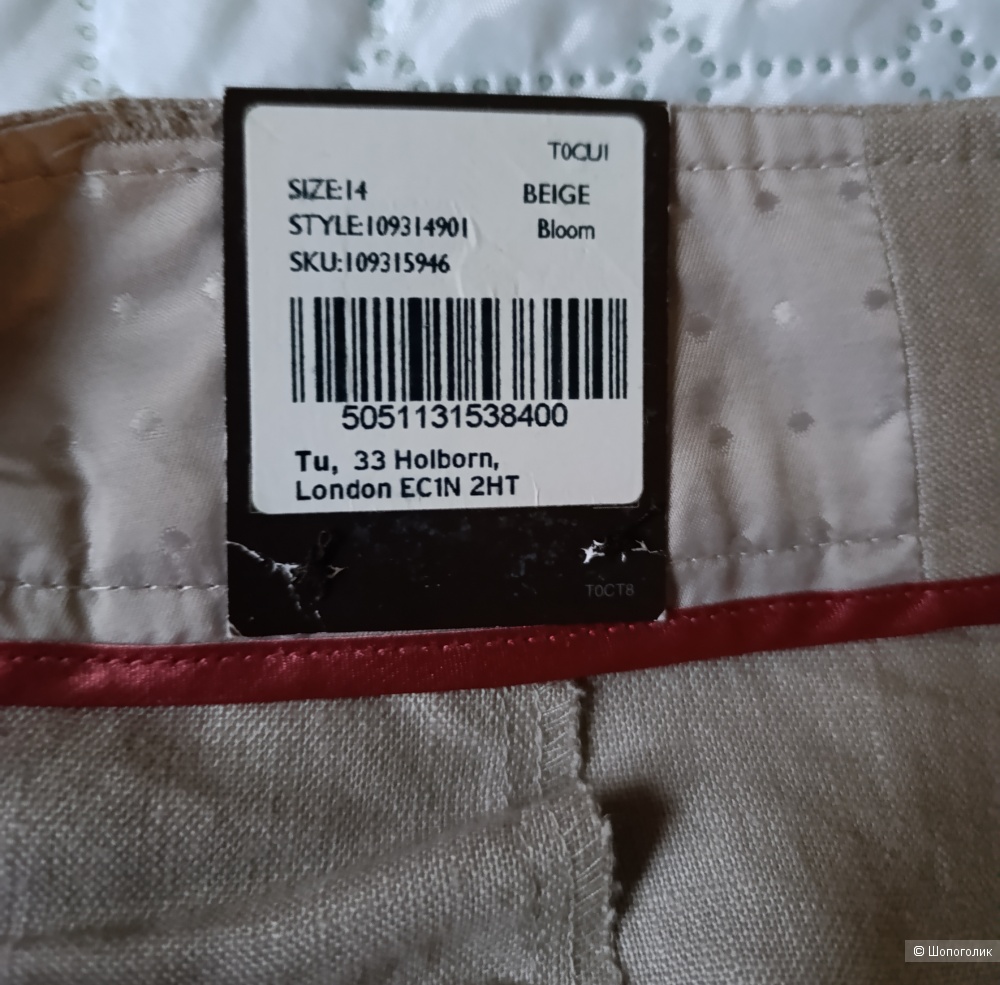 T0CU1
SIZE:14 BEIGE
STYLE:109314901 Bloom
SKU:109315946
5051131538400
Tu, 33 Holborn,
London EC1N 2HT
T0CT8
© Шопоголик